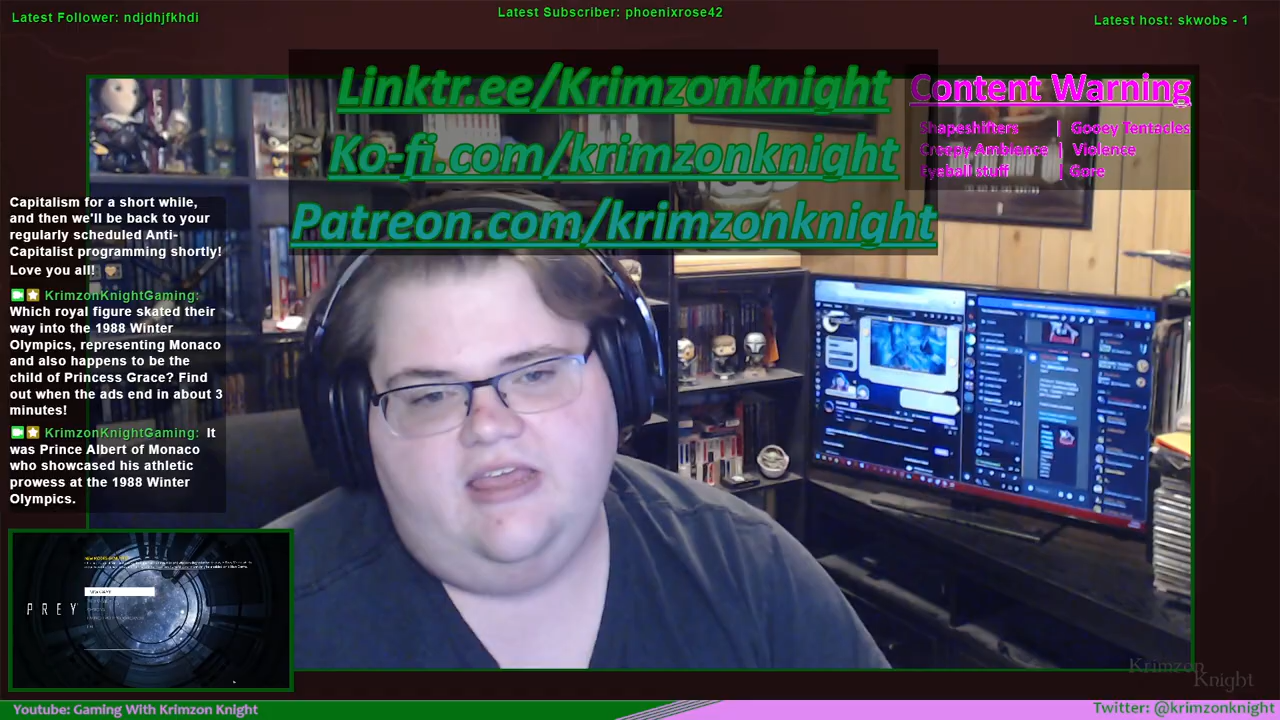 Latest Follower: ndjdhjfkhdi
Latest Subscriber: phoenixrose42
Latest host: skwobs - 1
Linktr.ee/Krimzonknight
Ko-fi.com/krimzonknight
Patreon.com/krimzonknight
Content Warning
Shapeshifters | Gooey Tentacles
Creepy Ambience | Violence
Eyeball stuff | Gore
Capitalism for a short while,
and then we'll be back to your
regularly scheduled Anti-
Capitalist programming shortly!
Love you all!
KrimzonKnightGaming:
Which royal figure skated their
way into the 1988 Winter
Olympics, representing Monaco
and also happens to be the
child of Princess Grace? Find
out when the ads end in about 3
minutes!
KrimzonKnightGaming: It
was Prince Albert of Monaco
who showcased his athletic
prowess at the 1988 Winter
Olympics.
PREY
Krimzon
Knight
Youtube: Gaming With Krimzon Knight
Twitter: @krimzonknight